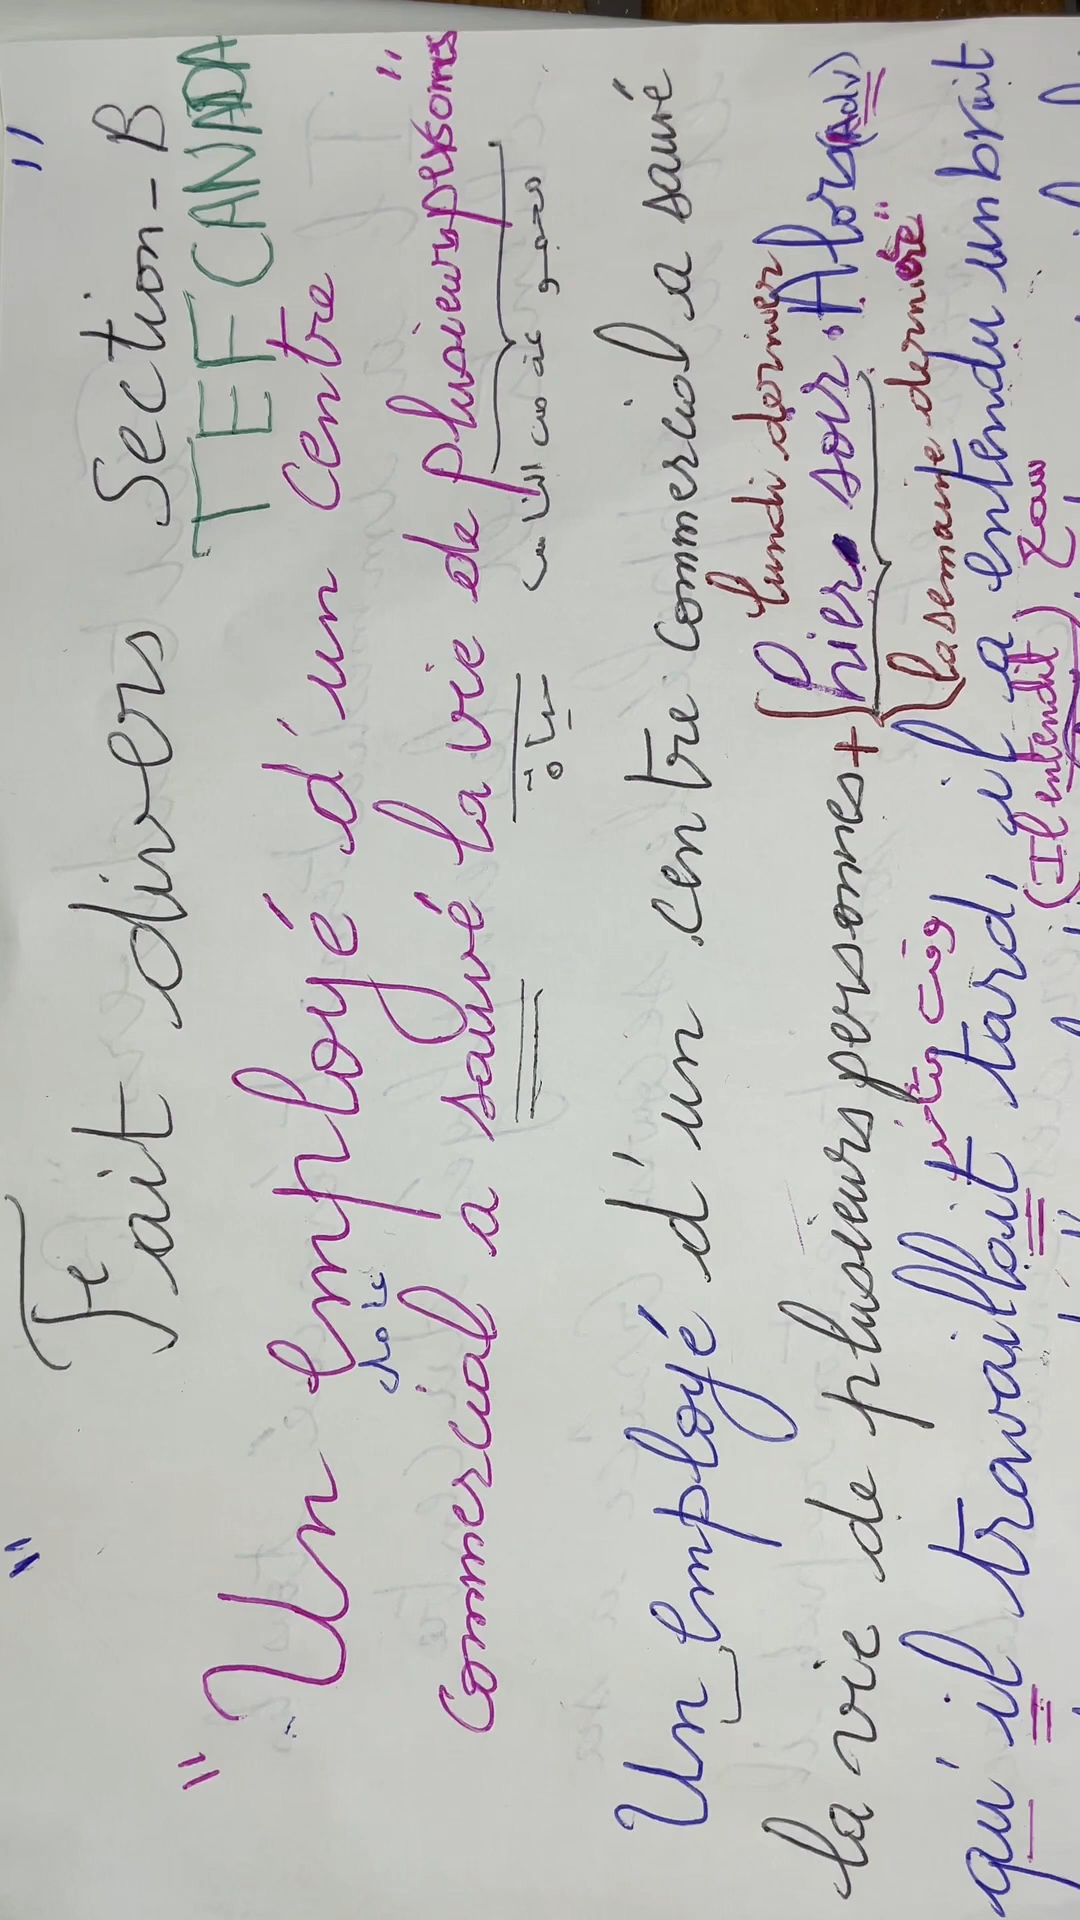 " Fait divers Section-B "
TEF CANADA
" Un Employé d'un centre
commercial a sauvé la vie de plusieurs personnes "
Un Employé d'un centre commercial a sauvé
lundi dernier
la vie de plusieurs personnes + hier soir. Alors (Adv)
la semaine dernière "
qu'il travaillait tard, il a entendu un bruit
(Il entendit)